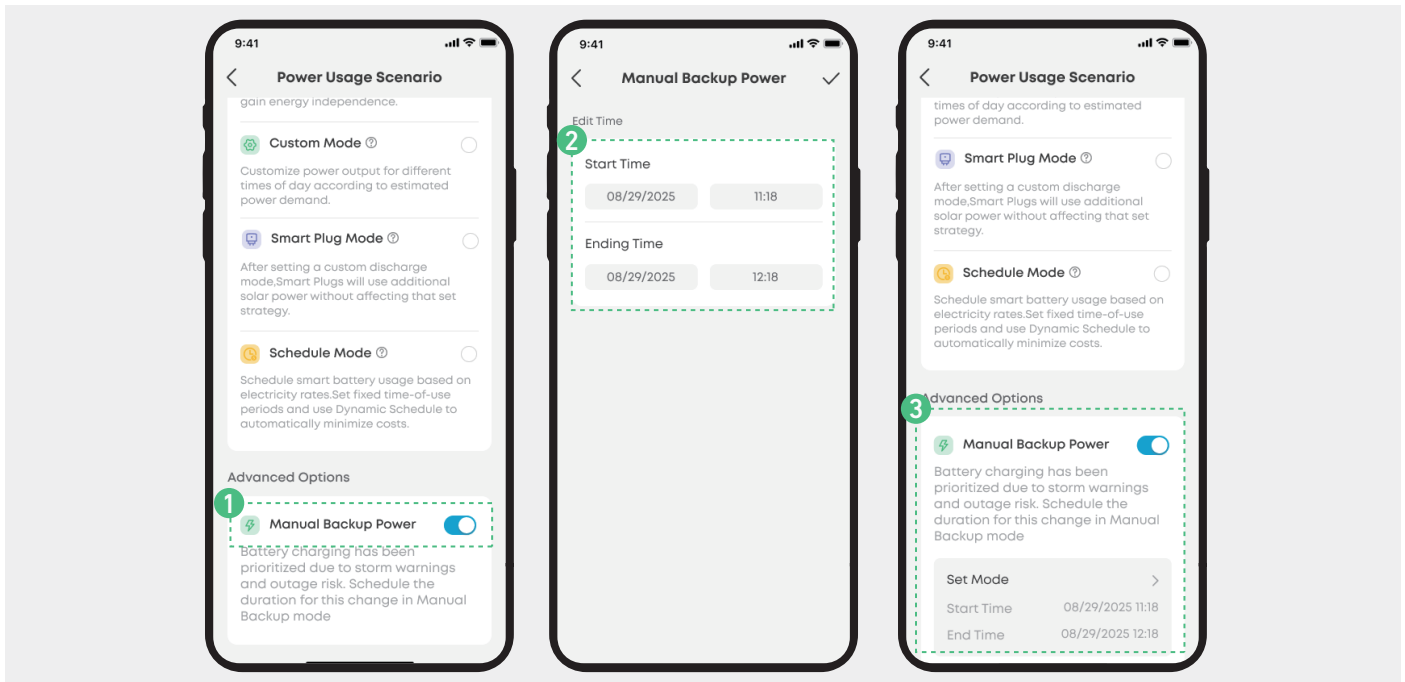 9:41
Power Usage Scenario
gain energy independence.
Custom Mode
Customize power output for different
times of day according to estimated
power demand.
Smart Plug Mode
After setting a custom discharge
mode,Smart Plugs will use additional
solar power without affecting that set
strategy.
Schedule Mode
Schedule smart battery usage based on
electricity rates.Set fixed time-of-use
periods and use Dynamic Schedule to
automatically minimize costs.
Advanced Options
1
Manual Backup Power
Battery charging has been
prioritized due to storm warnings
and outage risk. Schedule the
duration for this change in Manual
Backup mode
9:41
Manual Backup Power
Edit Time
2
Start Time
08/29/2025 11:18
Ending Time
08/29/2025 12:18
9:41
Power Usage Scenario
times of day according to estimated
power demand.
Smart Plug Mode
After setting a custom discharge
mode,Smart Plugs will use additional
solar power without affecting that set
strategy.
Schedule Mode
Schedule smart battery usage based on
electricity rates.Set fixed time-of-use
periods and use Dynamic Schedule to
automatically minimize costs.
Advanced Options
3
Manual Backup Power
Battery charging has been
prioritized due to storm warnings
and outage risk. Schedule the
duration for this change in Manual
Backup mode
Set Mode
Start Time 08/29/2025 11:18
End Time 08/29/2025 12:18